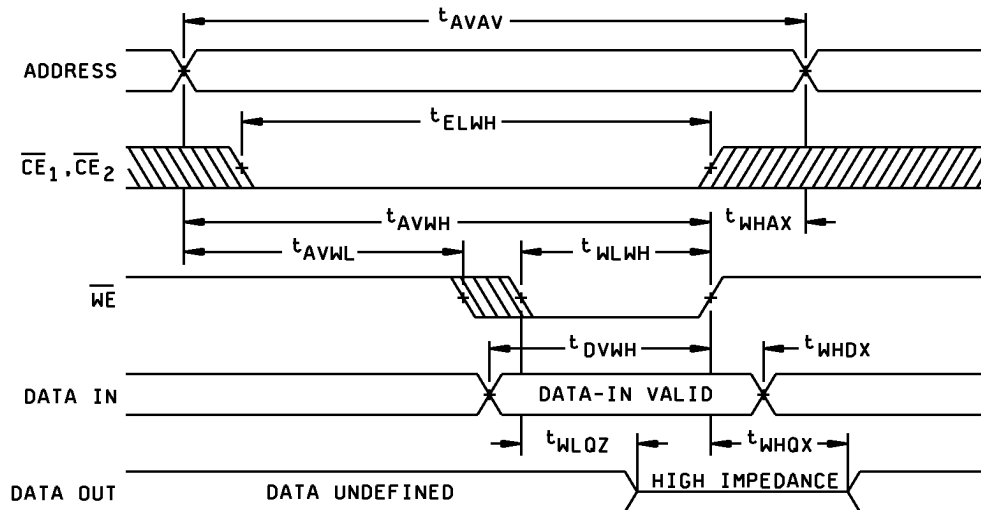 tAVAV
ADDRESS
tELWH
CE1,CE2
tAVWH
tWHAX
tAVWL
tWLWH
WE
tDVWH
tWHDX
DATA IN
DATA-IN VALID
tWLQZ
tWHQX
DATA OUT
DATA UNDEFINED
HIGH IMPEDANCE